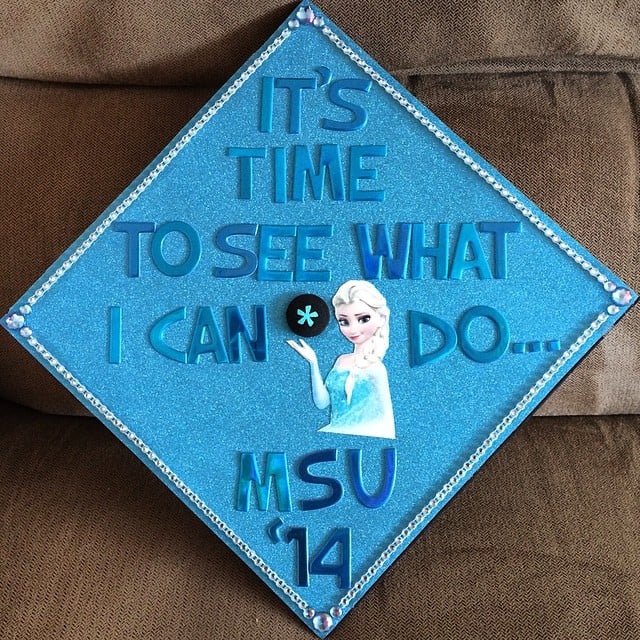 IT'S
TIME
TO SEE WHAT
I CAN DO...
MSU
'14